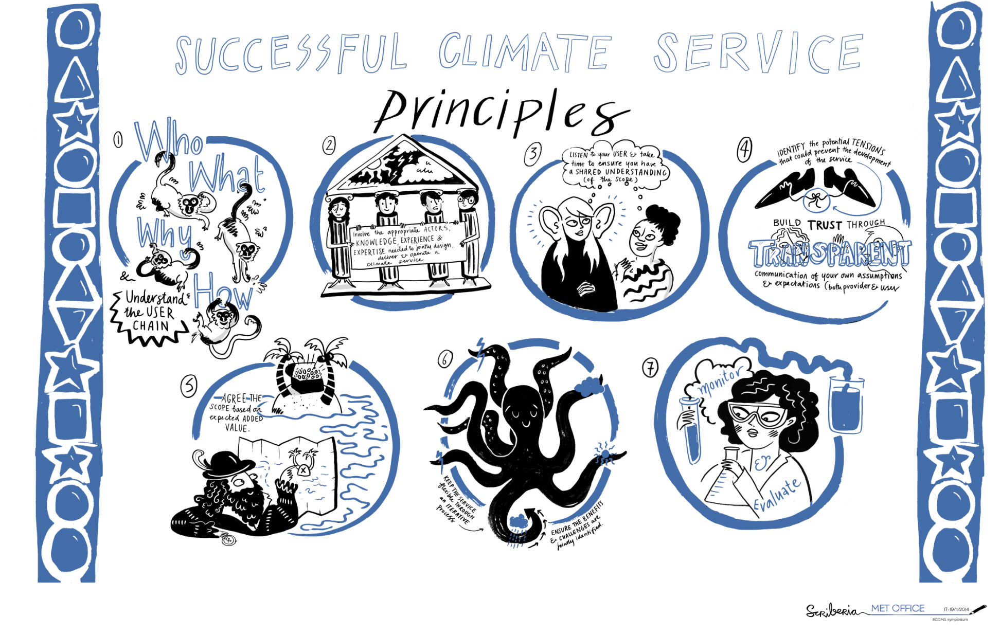 SUCCESSFUL CLIMATE SERVICE
Principles
1
Who
What
Why
&
How
Understand
the USER
CHAIN
2
Involve the appropriate ACTORS,
KNOWLEDGE, EXPERIENCE &
EXPERTISE needed to jointly design,
deliver & operate a
climate service
3
LISTEN to your USER & take
time to ensure you have
a SHARED UNDERSTANDING
(of the scope)
4
IDENTIFY the potential TENSIONS
that could prevent the development
of the service
BUILD TRUST THROUGH
TRANSPARENT
communication of your own assumptions
& expectations (both provider & user
5
AGREE THE
SCOPE based on
expected ADDED
VALUE.
X
6
KEEP THE SERVICE
flexible THROUGH
an ITERATIVE
process
ENSURE THE BENEFITS
& CHALLENGES are
jointly identified.
7
monitor
&
Evaluate
Scriberia MET OFFICE 17-19/11/2014
ECOMS symposium